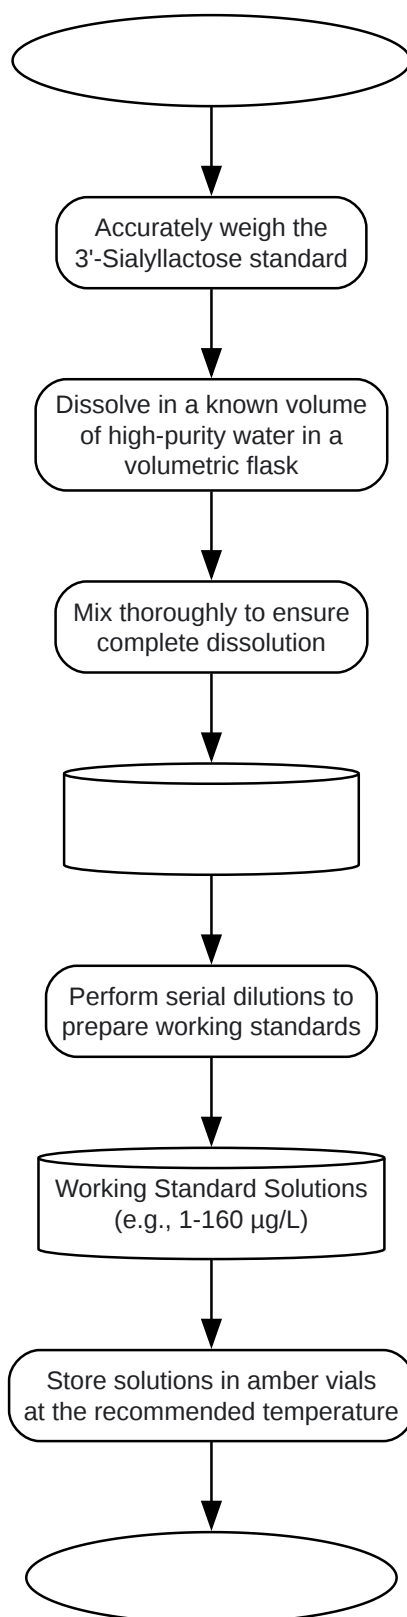 Accurately weigh the
3'-Sialyllactose standard
Dissolve in a known volume
of high-purity water in a
volumetric flask
Mix thoroughly to ensure
complete dissolution
Perform serial dilutions to
prepare working standards
Working Standard Solutions
(e.g., 1-160 µg/L)
Store solutions in amber vials
at the recommended temperature